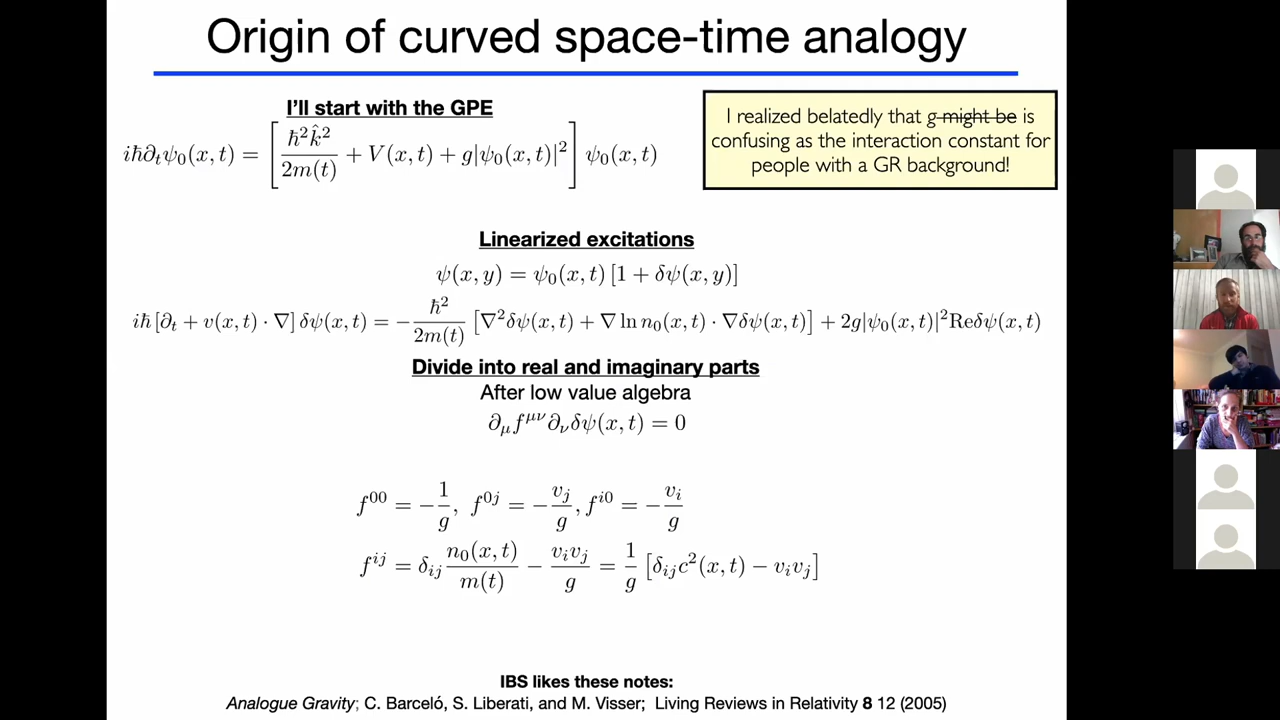 Origin of curved space-time analogy
I'll start with the GPE
iħ∂ₜψ₀(x, t) = [ħ²k̂²/2m(t) + V(x, t) + g|ψ₀(x, t)|²] ψ₀(x, t)
I realized belatedly that g might be is
confusing as the interaction constant for
people with a GR background!
Linearized excitations
ψ(x, y) = ψ₀(x, t) [1 + δψ(x, y)]
iħ [∂ₜ + v(x, t) · ∇] δψ(x, t) = −ħ²/2m(t) [∇²δψ(x, t) + ∇ ln n₀(x, t) · ∇δψ(x, t)] + 2g|ψ₀(x, t)|²Reδψ(x, t)
Divide into real and imaginary parts
After low value algebra
∂_μ f^{μν} ∂_ν δψ(x, t) = 0
f^{00} = −1/g, f^{0j} = −v_j/g, f^{i0} = −v_i/g
f^{ij} = δ_{ij} n₀(x, t)/m(t) − v_i v_j/g = 1/g [δ_{ij}c²(x, t) − v_i v_j]
IBS likes these notes:
Analogue Gravity; C. Barceló, S. Liberati, and M. Visser; Living Reviews in Relativity 8 12 (2005)